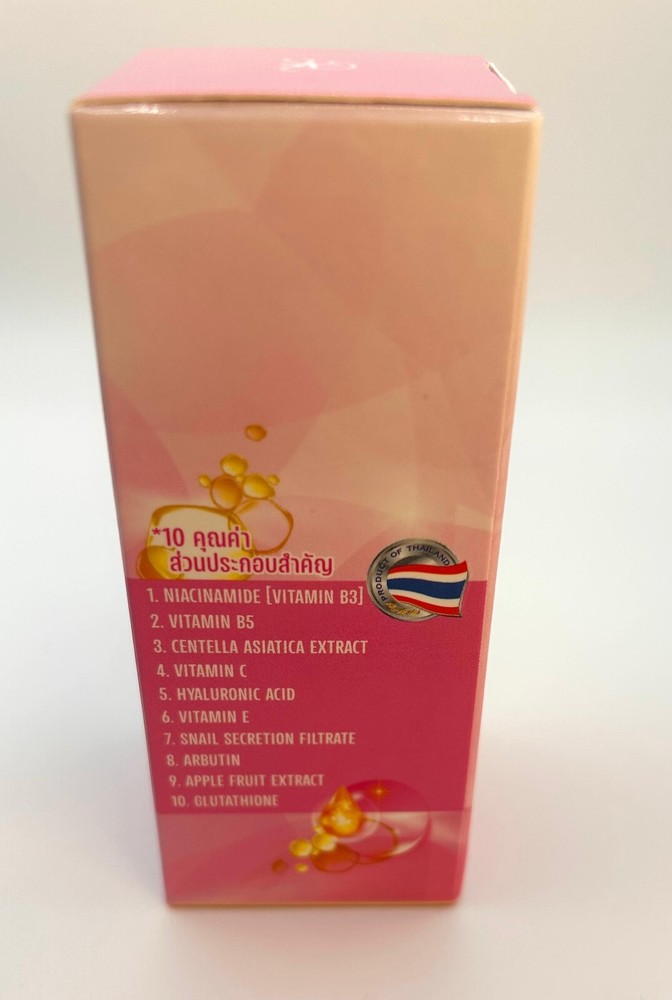 *10 คุณค่า
ส่วนประกอบสำคัญ
PRODUCT OF THAILAND
1. NIACINAMIDE [VITAMIN B3]
2. VITAMIN B5
3. CENTELLA ASIATICA EXTRACT
4. VITAMIN C
5. HYALURONIC ACID
6. VITAMIN E
7. SNAIL SECRETION FILTRATE
8. ARBUTIN
9. APPLE FRUIT EXTRACT
10. GLUTATHIONE